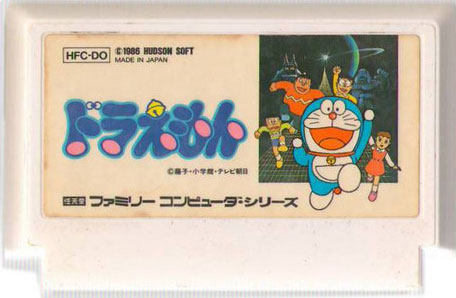 HFC-DO
©1986 HUDSON SOFT
MADE IN JAPAN
ドラえもん
©藤子・小学館・テレビ朝日
任天堂 ファミリー コンピュータ・シリーズ